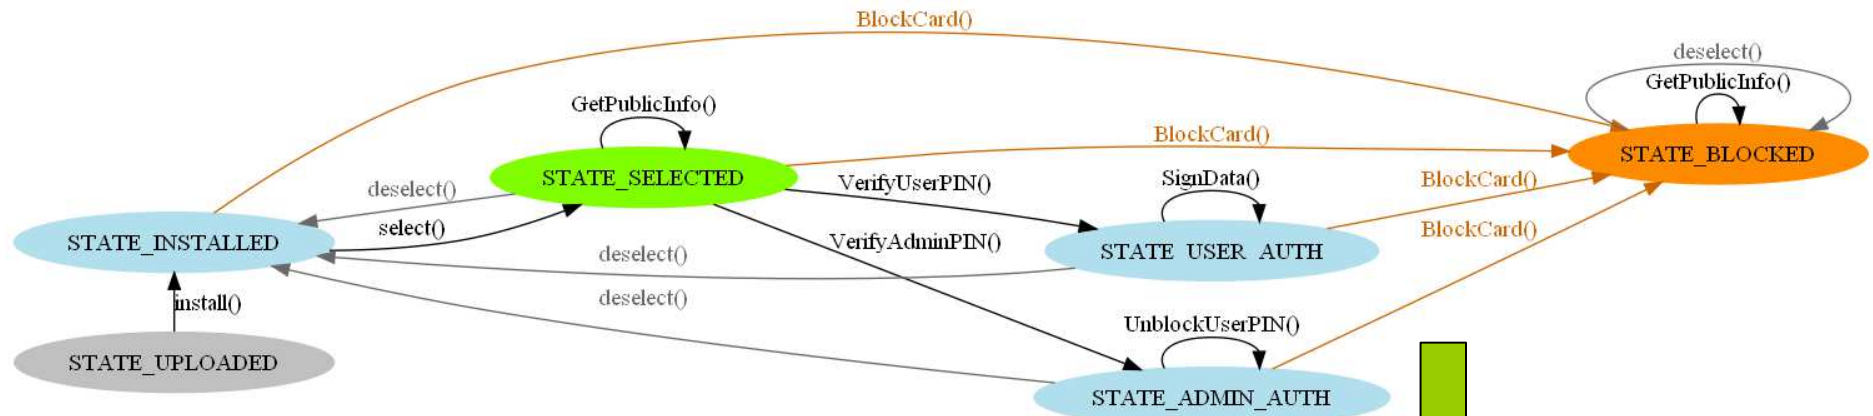 BlockCard()
deselect()
GetPublicInfo()
GetPublicInfo()
BlockCard()
STATE_BLOCKED
STATE_SELECTED
deselect()
VerifyUserPIN()
SignData()
BlockCard()
select()
STATE_INSTALLED
VerifyAdminPIN()
STATE_USER_AUTH
BlockCard()
deselect()
install()
deselect()
UnblockUserPIN()
STATE_UPLOADED
STATE_ADMIN_AUTH